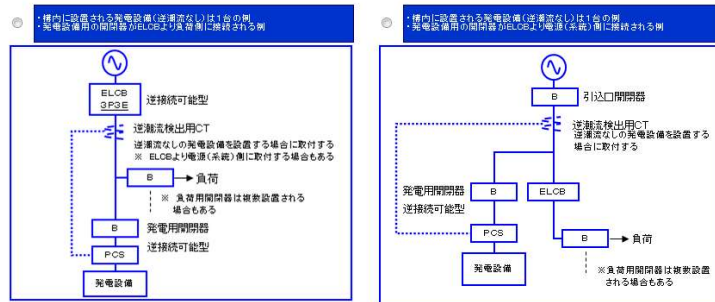 ・構内に設置される発電設備(逆潮流なし)は1台の例
・発電設備用の開閉器がELCBより負荷側に接続される例
ELCB
3P3E
逆接続可能型
逆潮流検出用CT
逆潮流なしの発電設備を設置する場合に取付する
※ ELCBより電源(系統)側に取付する場合もある
B
負荷
※ 負荷用開閉器は複数設置される
場合もある
B
発電用開閉器
逆接続可能型
PCS
発電設備
・構内に設置される発電設備(逆潮流なし)は1台の例
・発電設備用の開閉器がELCBより電源(系統)側に接続される例
B
引込口開閉器
逆潮流検出用CT
逆潮流なしの発電設備を設置する
場合に取付する
発電用開閉器
逆接続可能型
B
ELCB
PCS
B
負荷
発電設備
※負荷用開閉器は複数設置
される場合もある